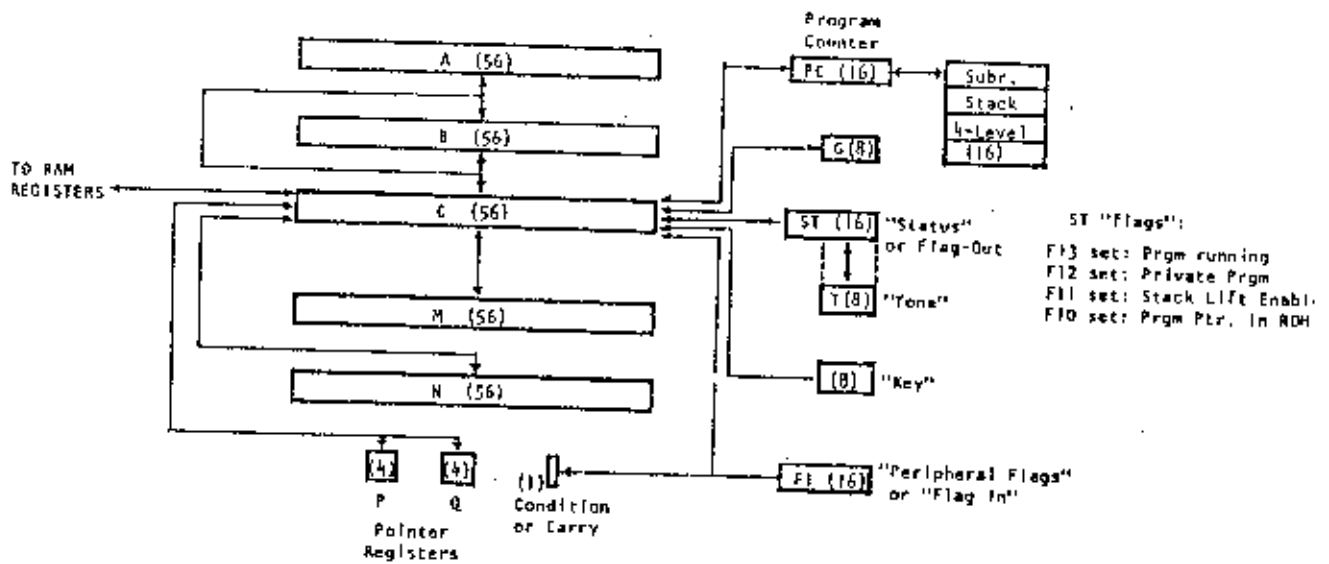 Program
Counter
A (56)
PC (16)
Subr.
Stack
4-Level
(16)
B (56)
G(8)
TO RAM
REGISTERS
C (56)
ST (16)
"Status"
or Flag-Out
ST "Flags":
F13 set: Prgm running
F12 set: Private Prgm
F11 set: Stack Lift Enabl.
F10 set: Prgm Ptr. in ROM
T(8)
"Tone"
M (56)
(8)
"Key"
N (56)
(4)
(4)
P
Q
Pointer
Registers
(1)
Condition
or Carry
FI (16)
"Peripheral Flags"
or "Flag In"